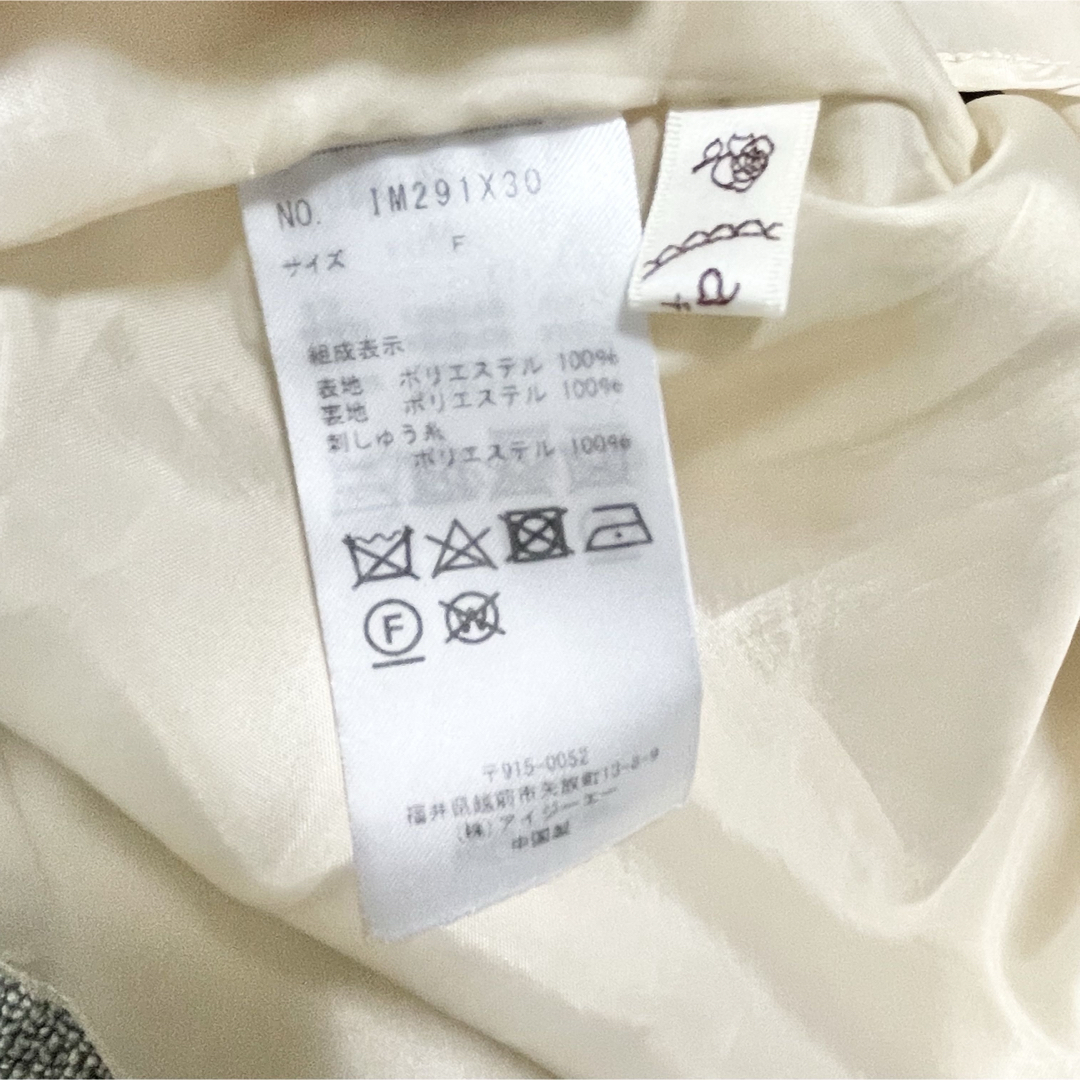 NO. IM291X30
サイズ F
組成表示
表地 ポリエステル 100%
裏地 ポリエステル 100%
刺しゅう糸
ポリエステル 100%
F
W
〒915-0052
福井県越前市矢放町13-8-9
(株)アイジーエー
中国製